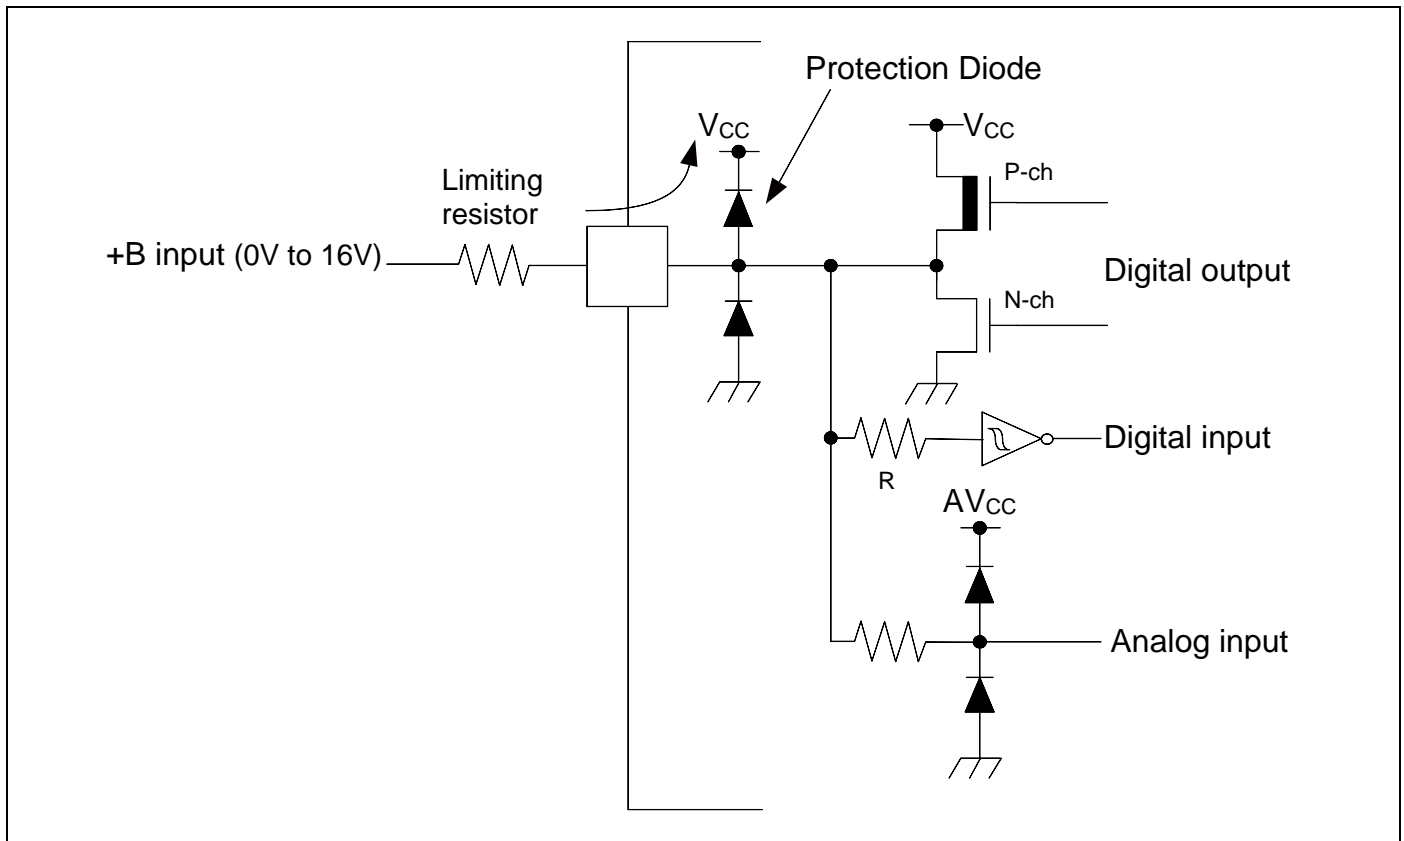 Protection Diode
VCC
VCC
P-ch
Limiting
resistor
+B input (0V to 16V)
Digital output
N-ch
Digital input
R
AVCC
Analog input